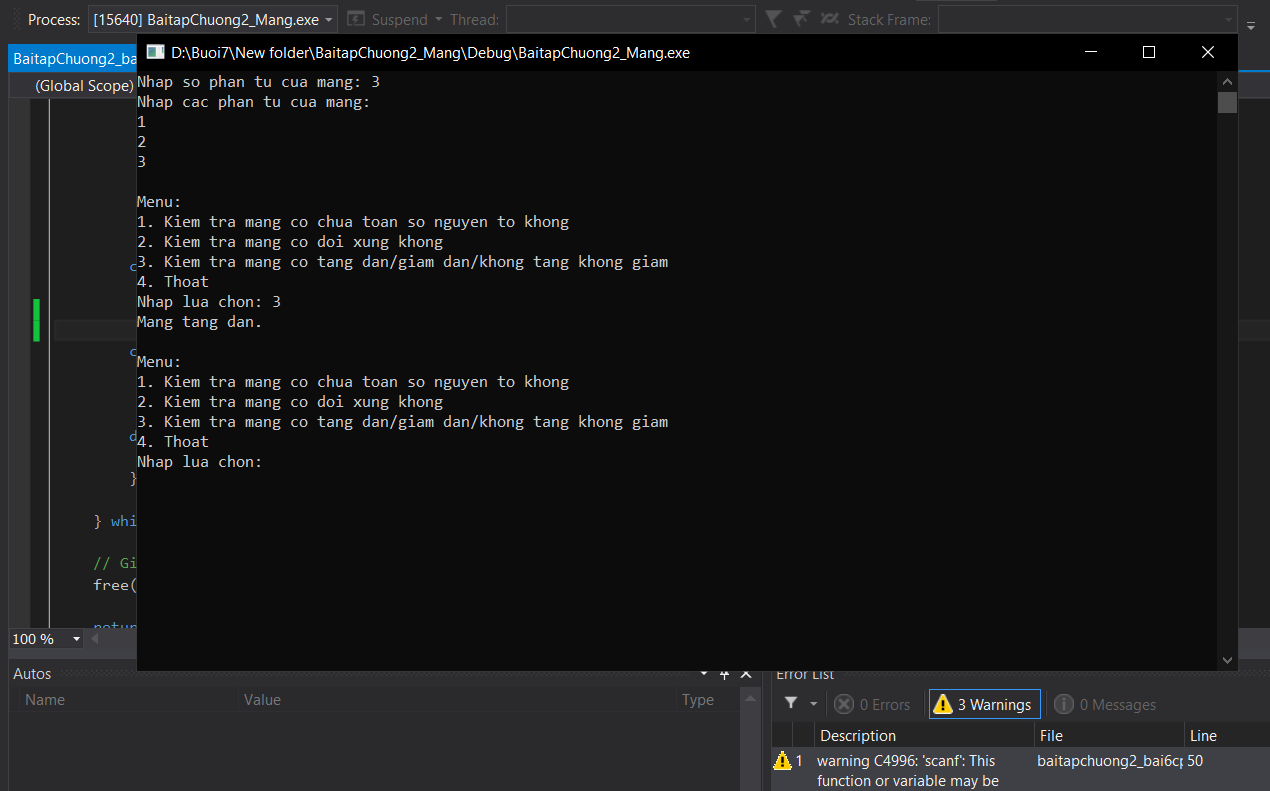 Process: [15640] BaitapChuong2_Mang.exe Suspend Thread: Stack Frame:
BaitapChuong2_ba
D:\Buoi7\New folder\BaitapChuong2_Mang\Debug\BaitapChuong2_Mang.exe
(Global Scope)
Nhap so phan tu cua mang: 3
Nhap cac phan tu cua mang:
1
2
3
Menu:
1. Kiem tra mang co chua toan so nguyen to khong
2. Kiem tra mang co doi xung khong
3. Kiem tra mang co tang dan/giam dan/khong tang khong giam
4. Thoat
Nhap lua chon: 3
Mang tang dan.
Menu:
1. Kiem tra mang co chua toan so nguyen to khong
2. Kiem tra mang co doi xung khong
3. Kiem tra mang co tang dan/giam dan/khong tang khong giam
4. Thoat
Nhap lua chon:
c
c
d
}
} whi
// Gi
free(
retur
100 %
Autos
Name Value Type
Error List
0 Errors 3 Warnings 0 Messages
Description File Line
1 warning C4996: 'scanf': This baitapchuong2_bai6cp 50
function or variable may be